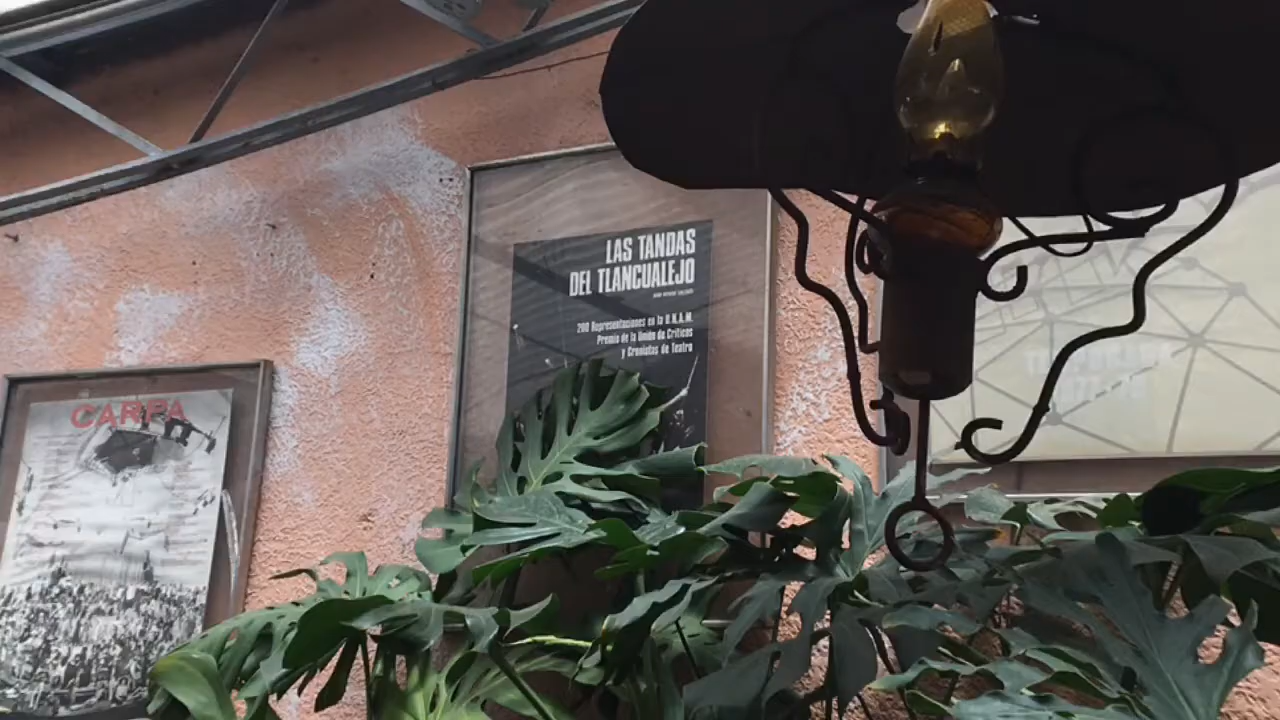 CARPA
LAS TANDAS
DEL TLANCUALEJO
200 Representaciones en la U.N.A.M.
Premio de la Unión de Críticos
y Cronistas de Teatro